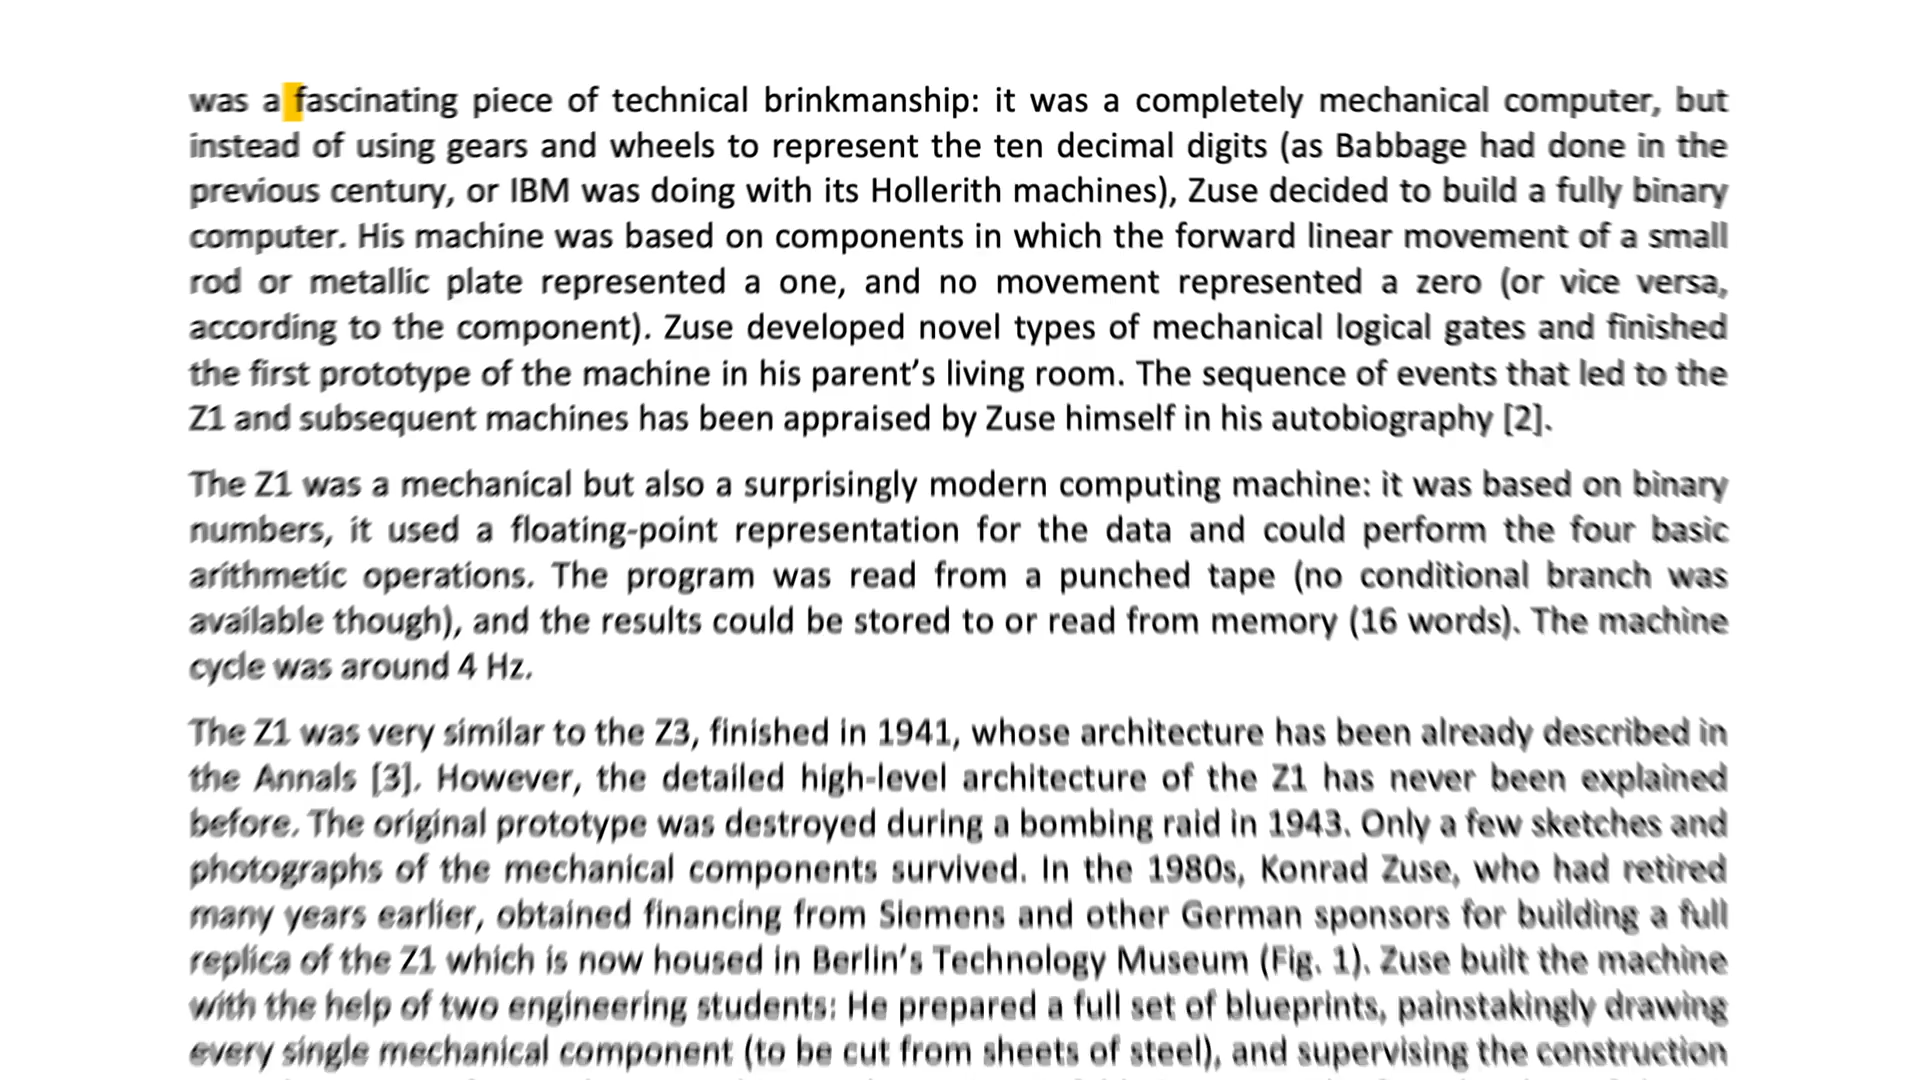 was a fascinating piece of technical brinkmanship: it was a completely mechanical computer, but
instead of using gears and wheels to represent the ten decimal digits (as Babbage had done in the
previous century, or IBM was doing with its Hollerith machines), Zuse decided to build a fully binary
computer. His machine was based on components in which the forward linear movement of a small
rod or metallic plate represented a one, and no movement represented a zero (or vice versa,
according to the component). Zuse developed novel types of mechanical logical gates and finished
the first prototype of the machine in his parent’s living room. The sequence of events that led to the
Z1 and subsequent machines has been appraised by Zuse himself in his autobiography [2].
The Z1 was a mechanical but also a surprisingly modern computing machine: it was based on binary
numbers, it used a floating-point representation for the data and could perform the four basic
arithmetic operations. The program was read from a punched tape (no conditional branch was
available though), and the results could be stored to or read from memory (16 words). The machine
cycle was around 4 Hz.
The Z1 was very similar to the Z3, finished in 1941, whose architecture has been already described in
the Annals [3]. However, the detailed high-level architecture of the Z1 has never been explained
before. The original prototype was destroyed during a bombing raid in 1943. Only a few sketches and
photographs of the mechanical components survived. In the 1980s, Konrad Zuse, who had retired
many years earlier, obtained financing from Siemens and other German sponsors for building a full
replica of the Z1 which is now housed in Berlin’s Technology Museum (Fig. 1). Zuse built the machine
with the help of two engineering students: He prepared a full set of blueprints, painstakingly drawing
every single mechanical component (to be cut from sheets of steel), and supervising the construction